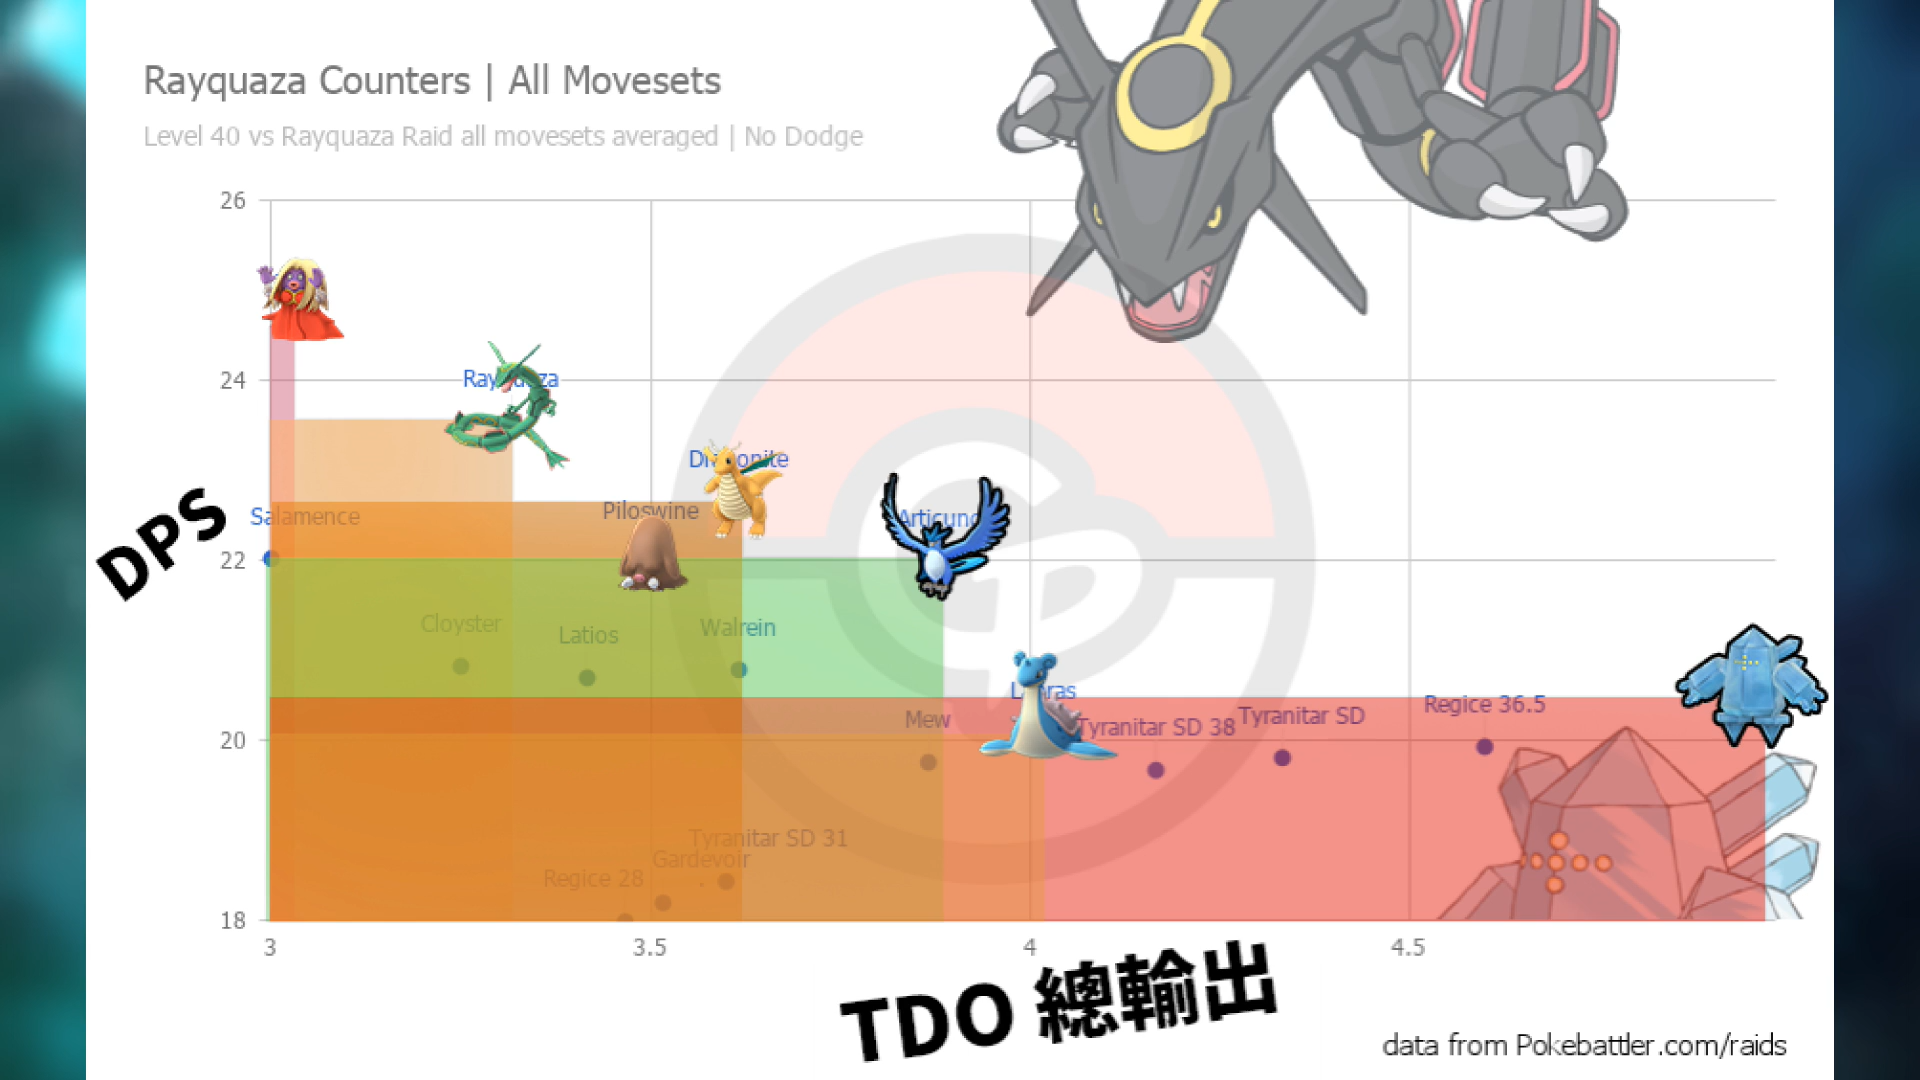 Rayquaza Counters | All Movesets
Level 40 vs Rayquaza Raid all movesets averaged | No Dodge
26
24
22
20
18
DPS
Salamence
Piloswine
Cloyster
Latios
Walrein
Mew
Tyranitar SD 38
Tyranitar SD
Regice 36.5
Tyranitar SD 31
Gardevoir
Regice 28
3
3.5
4
4.5
TDO 總輸出
data from Pokebattler.com/raids